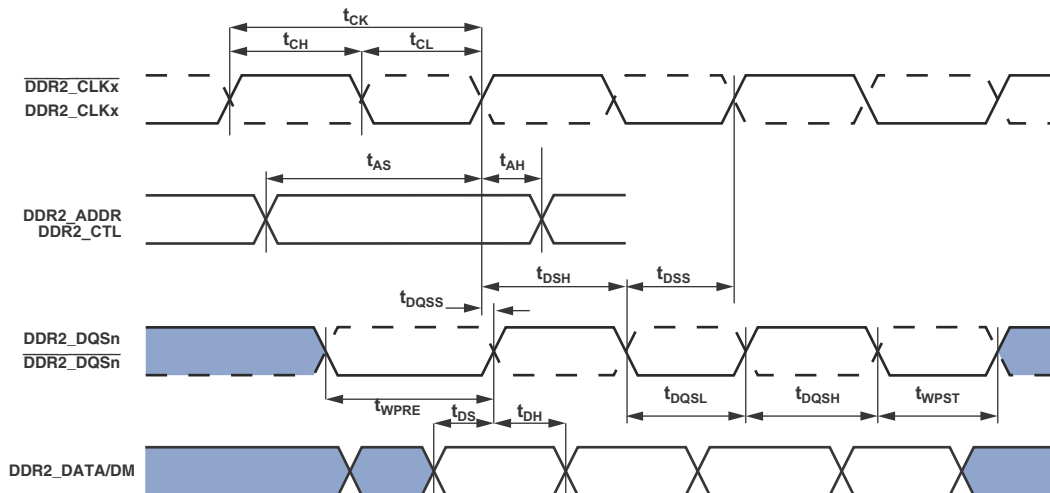 tCK
tCH tCL
DDR2_CLKx
DDR2_CLKx
tAS tAH
DDR2_ADDR
DDR2_CTL
tDSH tDSS
tDQSS
DDR2_DQSn
DDR2_DQSn
tWPRE tDQSL tDQSH tWPST
tDS tDH
DDR2_DATA/DM